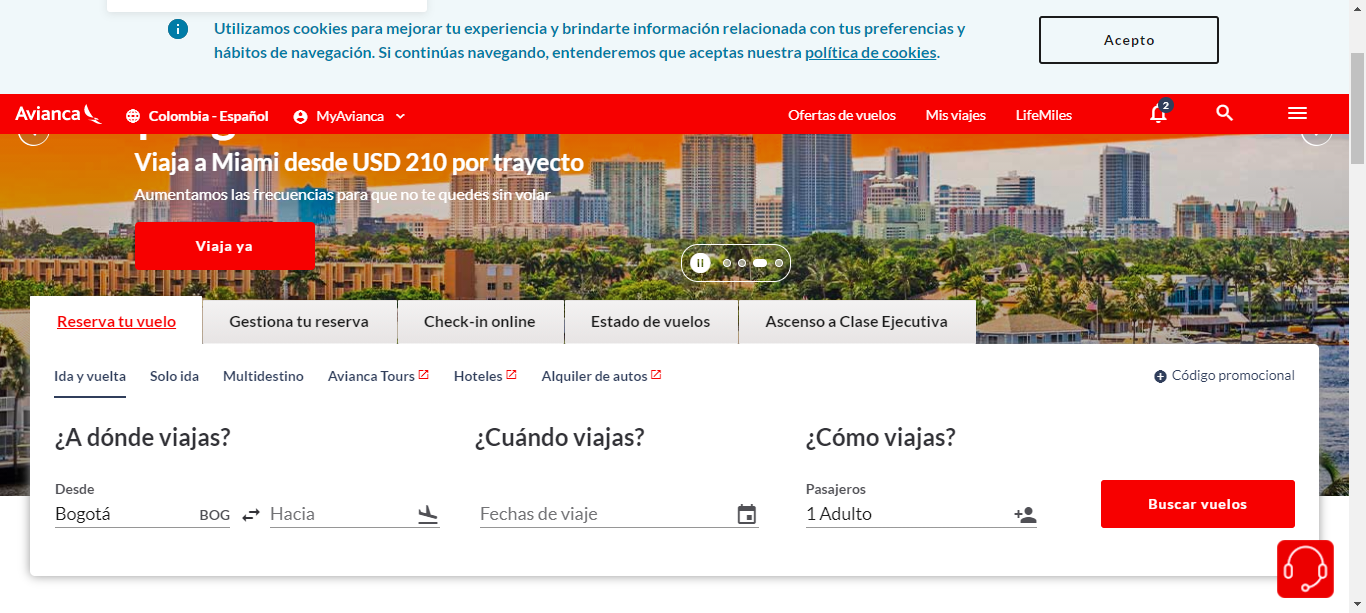 Utilizamos cookies para mejorar tu experiencia y brindarte información relacionada con tus preferencias y
hábitos de navegación. Si continúas navegando, entenderemos que aceptas nuestra política de cookies.
Acepto
Avianca
Colombia - Español
MyAvianca
Ofertas de vuelos
Mis viajes
LifeMiles
2
Viaja a Miami desde USD 210 por trayecto
Aumentamos las frecuencias para que no te quedes sin volar
Viaja ya
Reserva tu vuelo
Gestiona tu reserva
Check-in online
Estado de vuelos
Ascenso a Clase Ejecutiva
Ida y vuelta
Solo ida
Multidestino
Avianca Tours
Hoteles
Alquiler de autos
Código promocional
¿A dónde viajas?
¿Cuándo viajas?
¿Cómo viajas?
Desde
Pasajeros
Bogotá
BOG
Hacia
Fechas de viaje
1 Adulto
Buscar vuelos